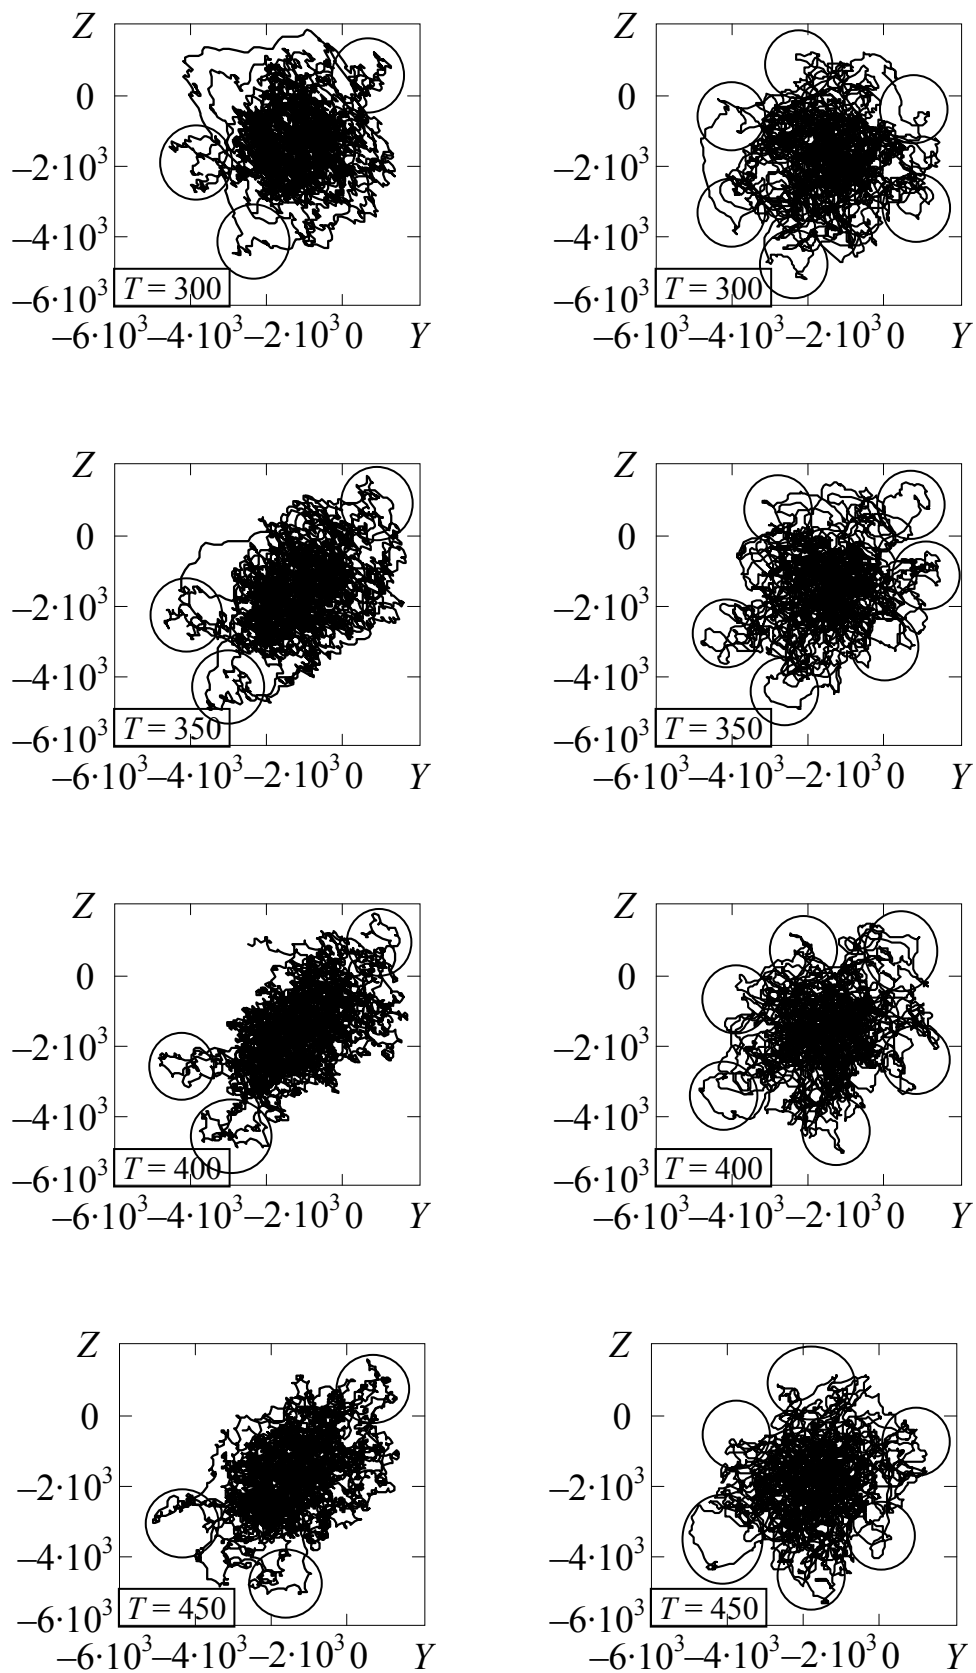 Z Z
0 0
–2·10³ –2·10³
–4·10³ –4·10³
T = 300 T = 300
–6·10³ –6·10³
–6·10³ –4·10³ –2·10³ 0 Y –6·10³ –4·10³ –2·10³ 0 Y
Z Z
0 0
–2·10³ –2·10³
–4·10³ –4·10³
T = 350 T = 350
–6·10³ –6·10³
–6·10³ –4·10³ –2·10³ 0 Y –6·10³ –4·10³ –2·10³ 0 Y
Z Z
0 0
–2·10³ –2·10³
–4·10³ –4·10³
T = 400 T = 400
–6·10³ –6·10³
–6·10³ –4·10³ –2·10³ 0 Y –6·10³ –4·10³ –2·10³ 0 Y
Z Z
0 0
–2·10³ –2·10³
–4·10³ –4·10³
T = 450 T = 450
–6·10³ –6·10³
–6·10³ –4·10³ –2·10³ 0 Y –6·10³ –4·10³ –2·10³ 0 Y